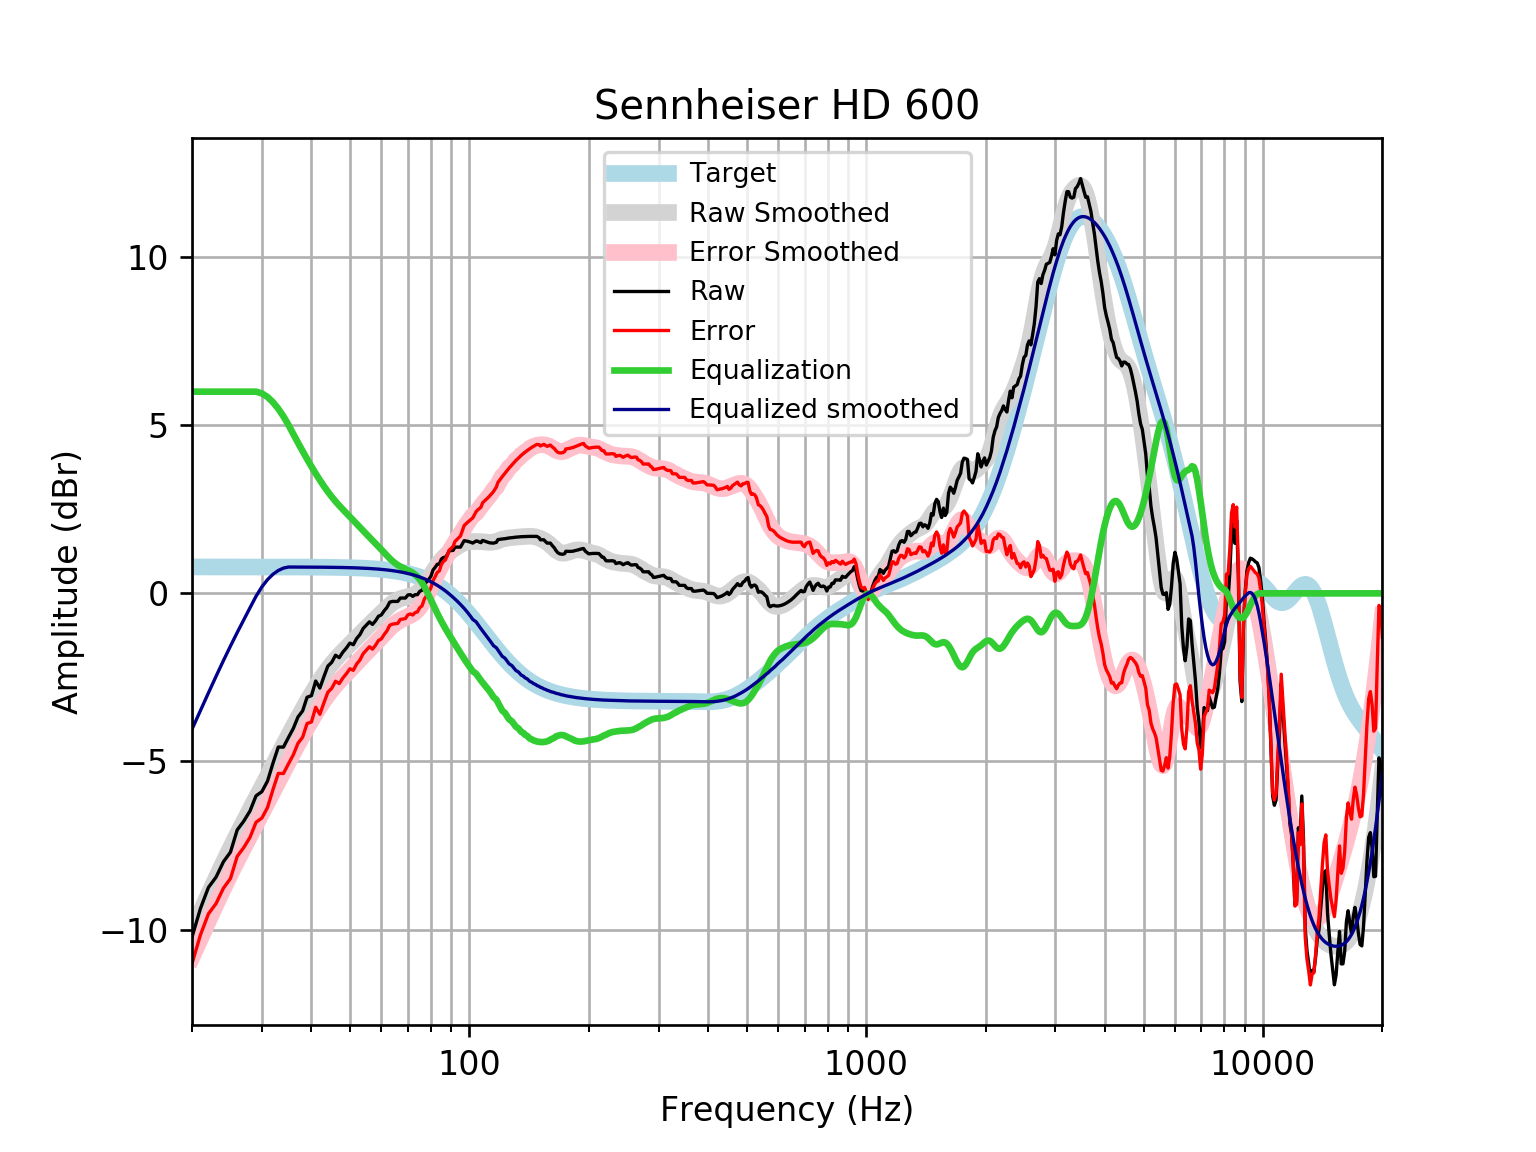 Sennheiser HD 600
Target
Raw Smoothed
Error Smoothed
Raw
Error
Equalization
Equalized smoothed
Amplitude (dBr)
10
5
0
−5
−10
100
1000
10000
Frequency (Hz)